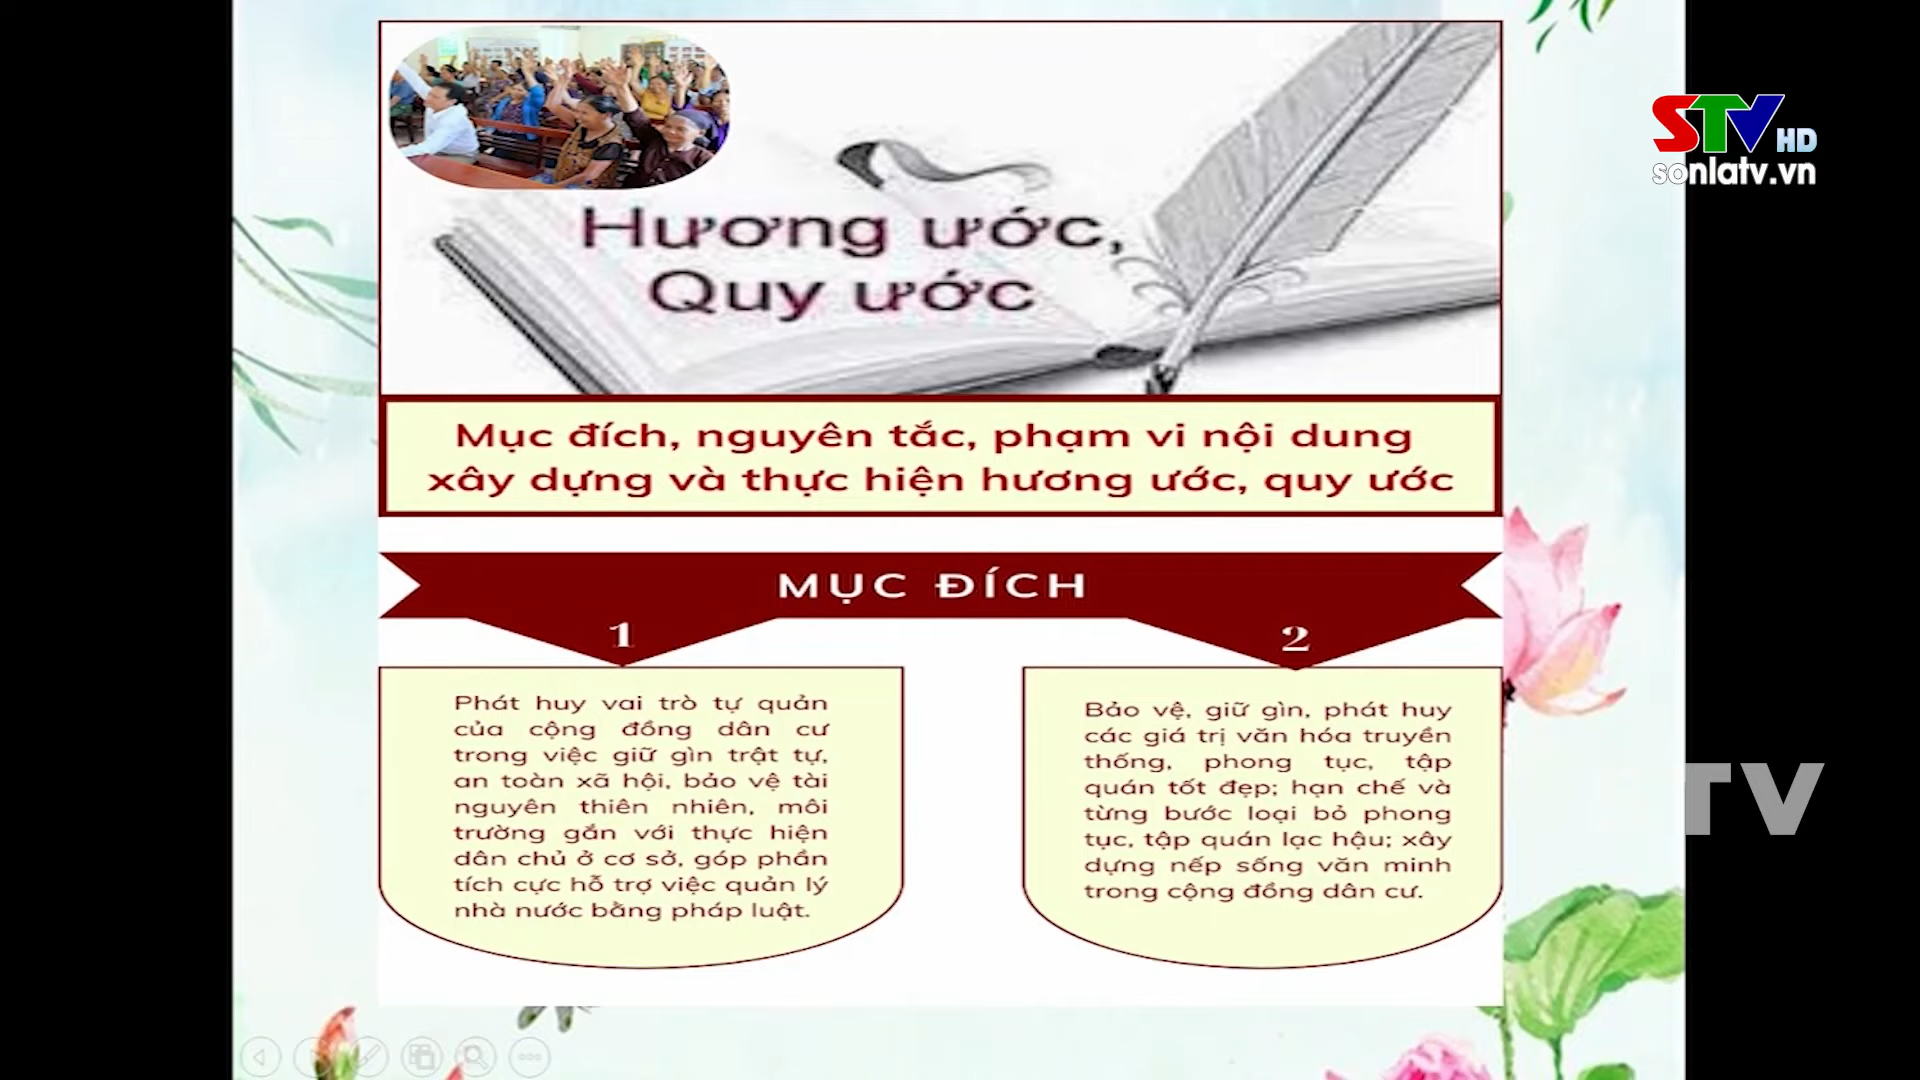 STV HD
sonlatv.vn
Hương ước,
Quy ước
Mục đích, nguyên tắc, phạm vi nội dung
xây dựng và thực hiện hương ước, quy ước
MỤC ĐÍCH
1
Phát huy vai trò tự quản
của cộng đồng dân cư
trong việc giữ gìn trật tự,
an toàn xã hội, bảo vệ tài
nguyên thiên nhiên, môi
trường gắn với thực hiện
dân chủ ở cơ sở, góp phần
tích cực hỗ trợ việc quản lý
nhà nước bằng pháp luật.
2
Bảo vệ, giữ gìn, phát huy
các giá trị văn hóa truyền
thống, phong tục, tập
quán tốt đẹp; hạn chế và
từng bước loại bỏ phong
tục, tập quán lạc hậu; xây
dựng nếp sống văn minh
trong cộng đồng dân cư.
TV